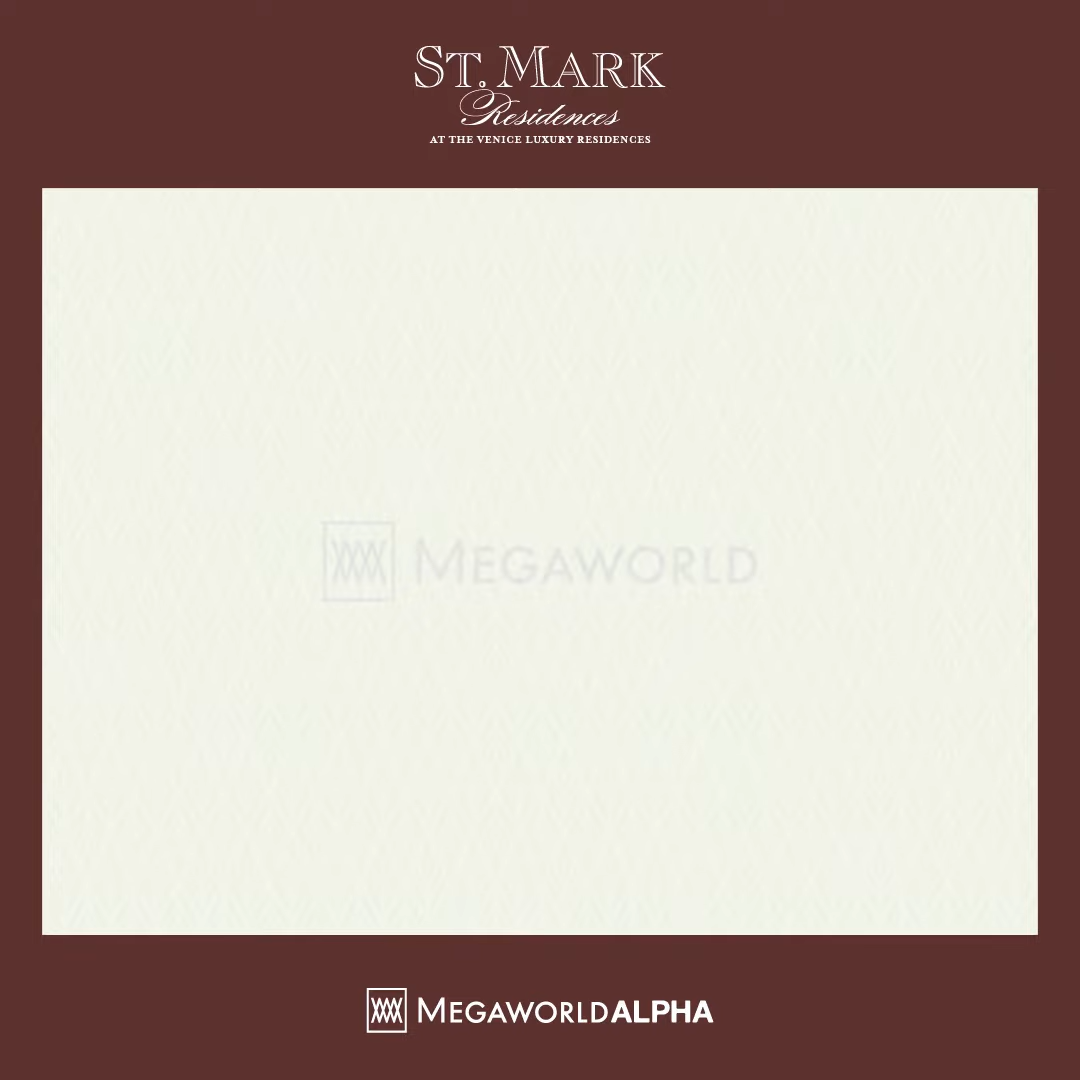 ST. MARK
Residences
AT THE VENICE LUXURY RESIDENCES
MEGAWORLD
MEGAWORLDALPHA